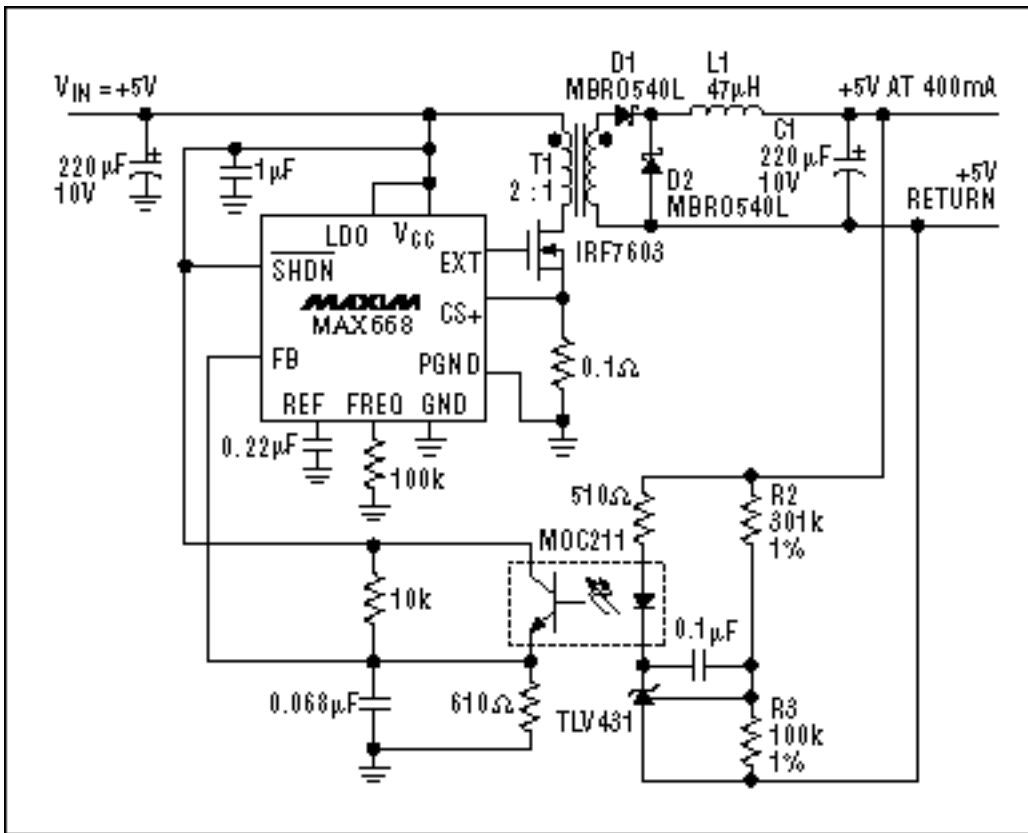 V_IN = +5V
D1
MBR0540L
L1
47µH
+5V AT 400mA
220µF
10V
1µF
T1
2 : 1
D2
MBR0540L
C1
220µF
10V
+5V
RETURN
LDO
V_CC
EXT
IRF7603
SHDN
MAXIM
MAX668
CS+
FB
PGND
0.1Ω
REF
FREQ
GND
0.22µF
100k
510Ω
R2
301k
1%
MOC211
10k
0.1µF
0.068µF
610Ω
TLV431
R3
100k
1%